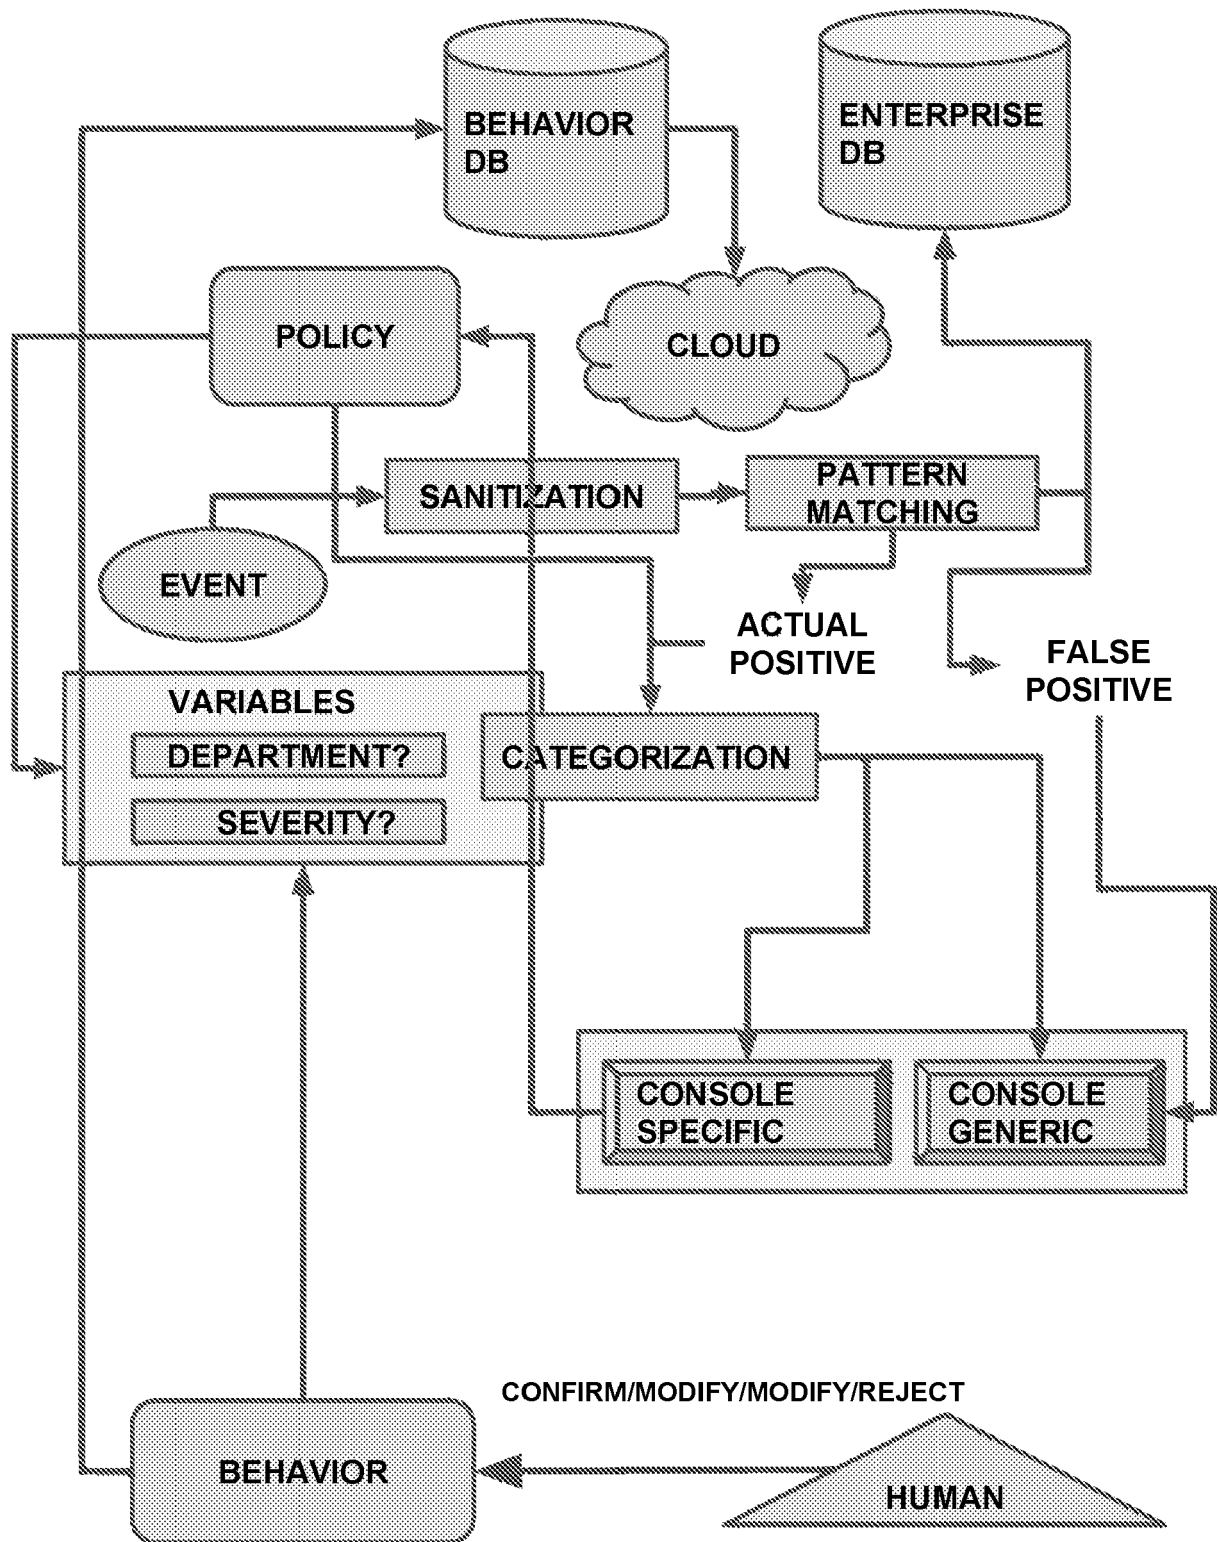 BEHAVIOR
DB
ENTERPRISE
DB
POLICY
CLOUD
SANITIZATION
PATTERN
MATCHING
EVENT
ACTUAL
POSITIVE
FALSE
POSITIVE
VARIABLES
DEPARTMENT?
SEVERITY?
CATEGORIZATION
CONSOLE
SPECIFIC
CONSOLE
GENERIC
CONFIRM/MODIFY/MODIFY/REJECT
BEHAVIOR
HUMAN